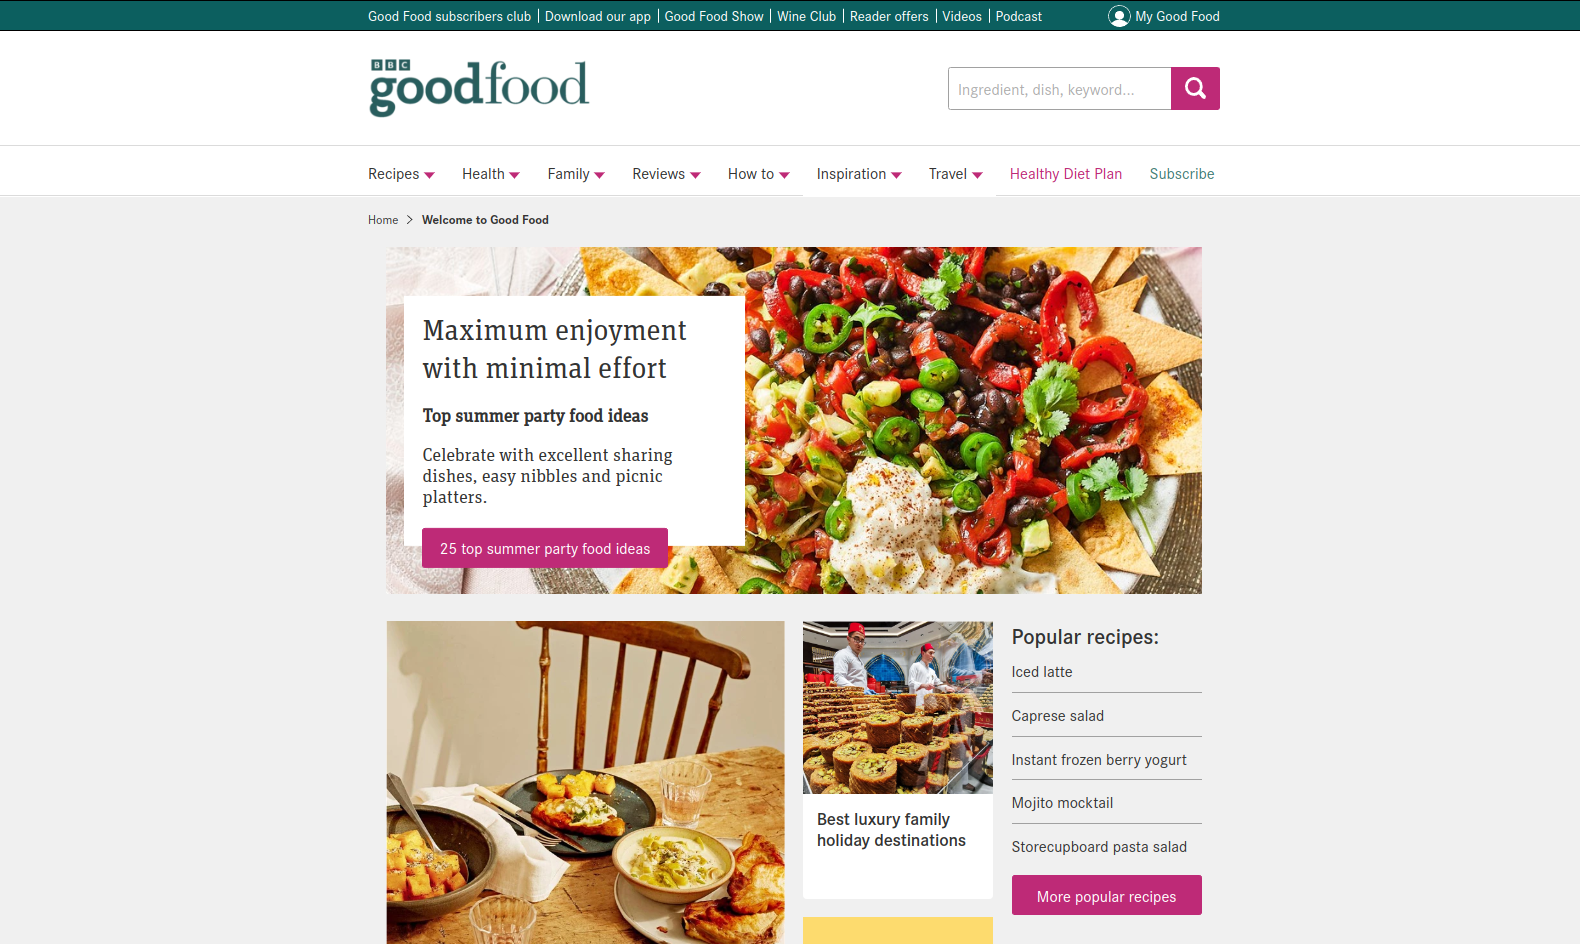 Good Food subscribers club | Download our app | Good Food Show | Wine Club | Reader offers | Videos | Podcast
My Good Food
BBC
goodfood
Ingredient, dish, keyword...
Recipes Health Family Reviews How to Inspiration Travel Healthy Diet Plan Subscribe
Home > Welcome to Good Food
Maximum enjoyment
with minimal effort
Top summer party food ideas
Celebrate with excellent sharing
dishes, easy nibbles and picnic
platters.
25 top summer party food ideas
Best luxury family
holiday destinations
Popular recipes:
Iced latte
Caprese salad
Instant frozen berry yogurt
Mojito mocktail
Storecupboard pasta salad
More popular recipes